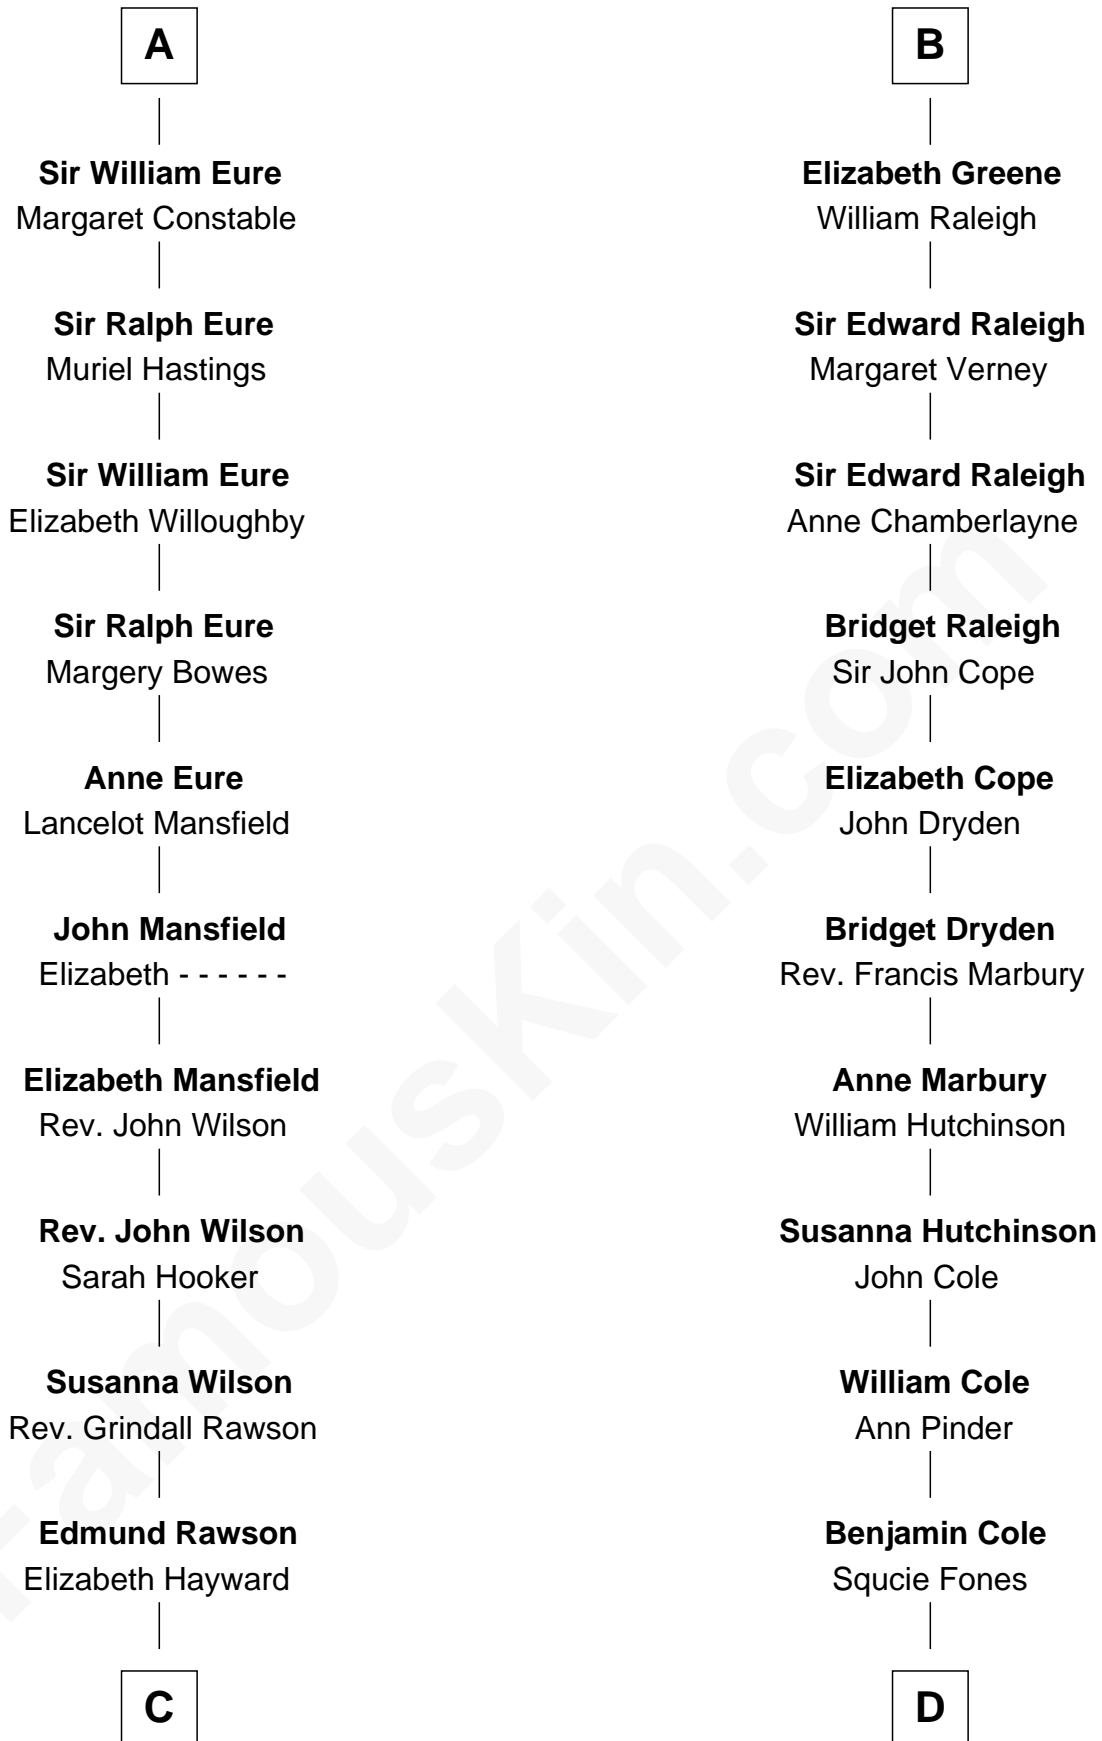 A
Sir William Eure
Margaret Constable
Sir Ralph Eure
Muriel Hastings
Sir William Eure
Elizabeth Willoughby
Sir Ralph Eure
Margery Bowes
Anne Eure
Lancelot Mansfield
John Mansfield
Elizabeth - - - - - -
Elizabeth Mansfield
Rev. John Wilson
Rev. John Wilson
Sarah Hooker
Susanna Wilson
Rev. Grindall Rawson
Edmund Rawson
Elizabeth Hayward
C
B
Elizabeth Greene
William Raleigh
Sir Edward Raleigh
Margaret Verney
Sir Edward Raleigh
Anne Chamberlayne
Bridget Raleigh
Sir John Cope
Elizabeth Cope
John Dryden
Bridget Dryden
Rev. Francis Marbury
Anne Marbury
William Hutchinson
Susanna Hutchinson
John Cole
William Cole
Ann Pinder
Benjamin Cole
Squcie Fones
D
FamousKin.com